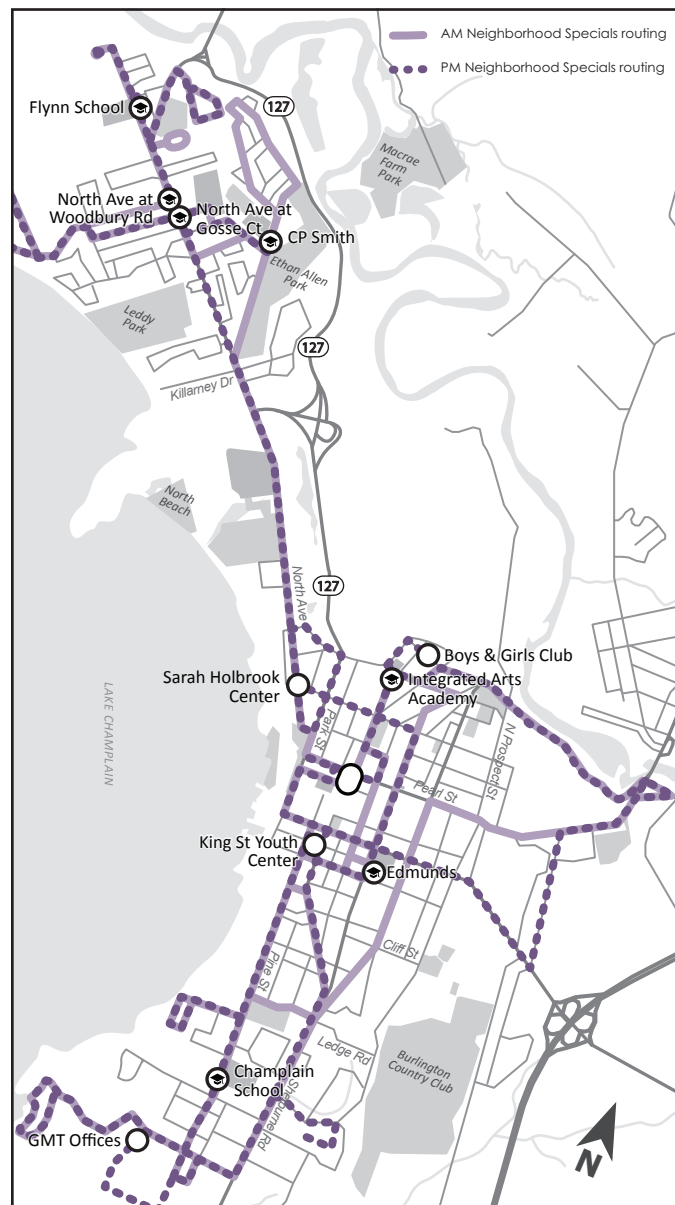 AM Neighborhood Specials routing
PM Neighborhood Specials routing
127
Flynn School
Macrae
Farm
Park
North Ave at
Woodbury Rd
North Ave at
Gosse Ct
CP Smith
Ethan Allen
Park
Leddy
Park
127
Killarney Dr
North
Beach
127
North Ave
Boys & Girls Club
Sarah Holbrook
Center
Integrated Arts
Academy
LAKE CHAMPLAIN
Park St
N Prospect St
Pearl St
King St Youth
Center
Edmunds
Cliff St
Pine St
Ledge Rd
Burlington
Country Club
Champlain
School
Shelburne Rd
GMT Offices
N